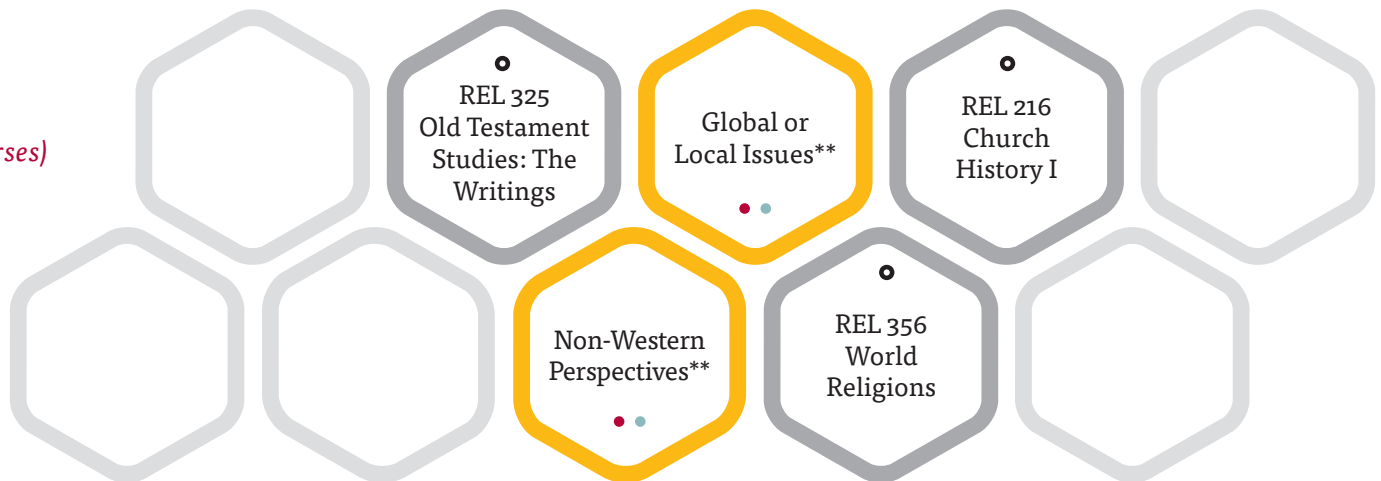 REL 325
Old Testament
Studies: The
Writings
Global or
Local Issues**
REL 216
Church
History I
rses)
Non-Western
Perspectives**
REL 356
World
Religions